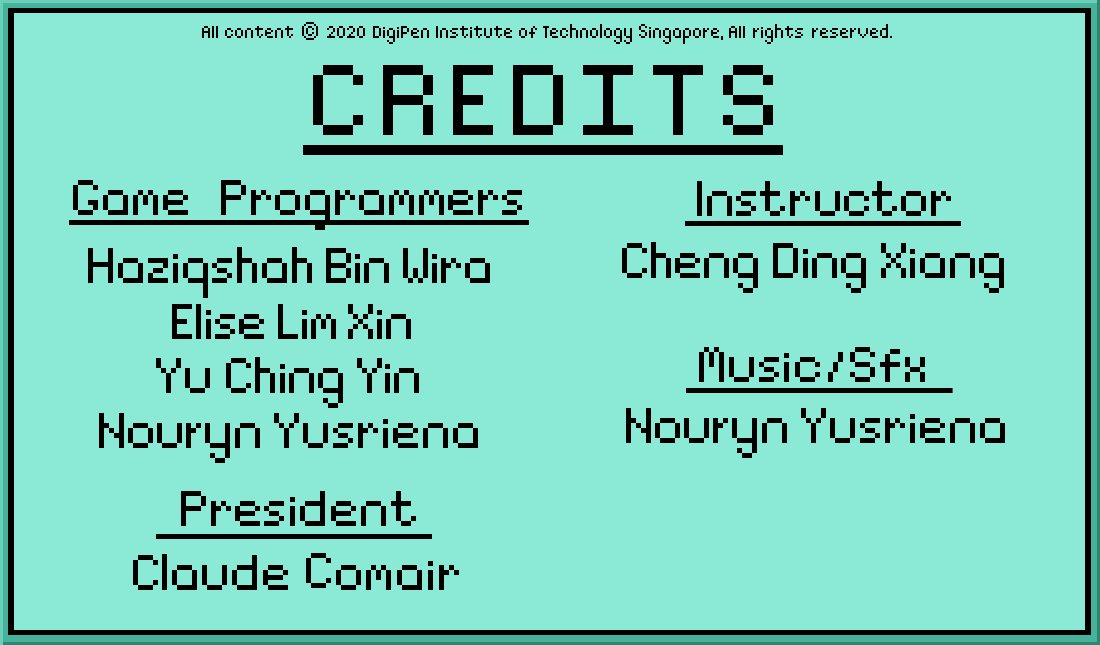 All content © 2020 DigiPen Institute of Technology Singapore, All rights reserved.
CREDITS
Game Programmers
Haziqshah Bin Wira
Elise Lim Xin
Yu Ching Yin
Nouryn Yusriena
President
Claude Comair
Instructor
Cheng Ding Xiang
Music/Sfx
Nouryn Yusriena